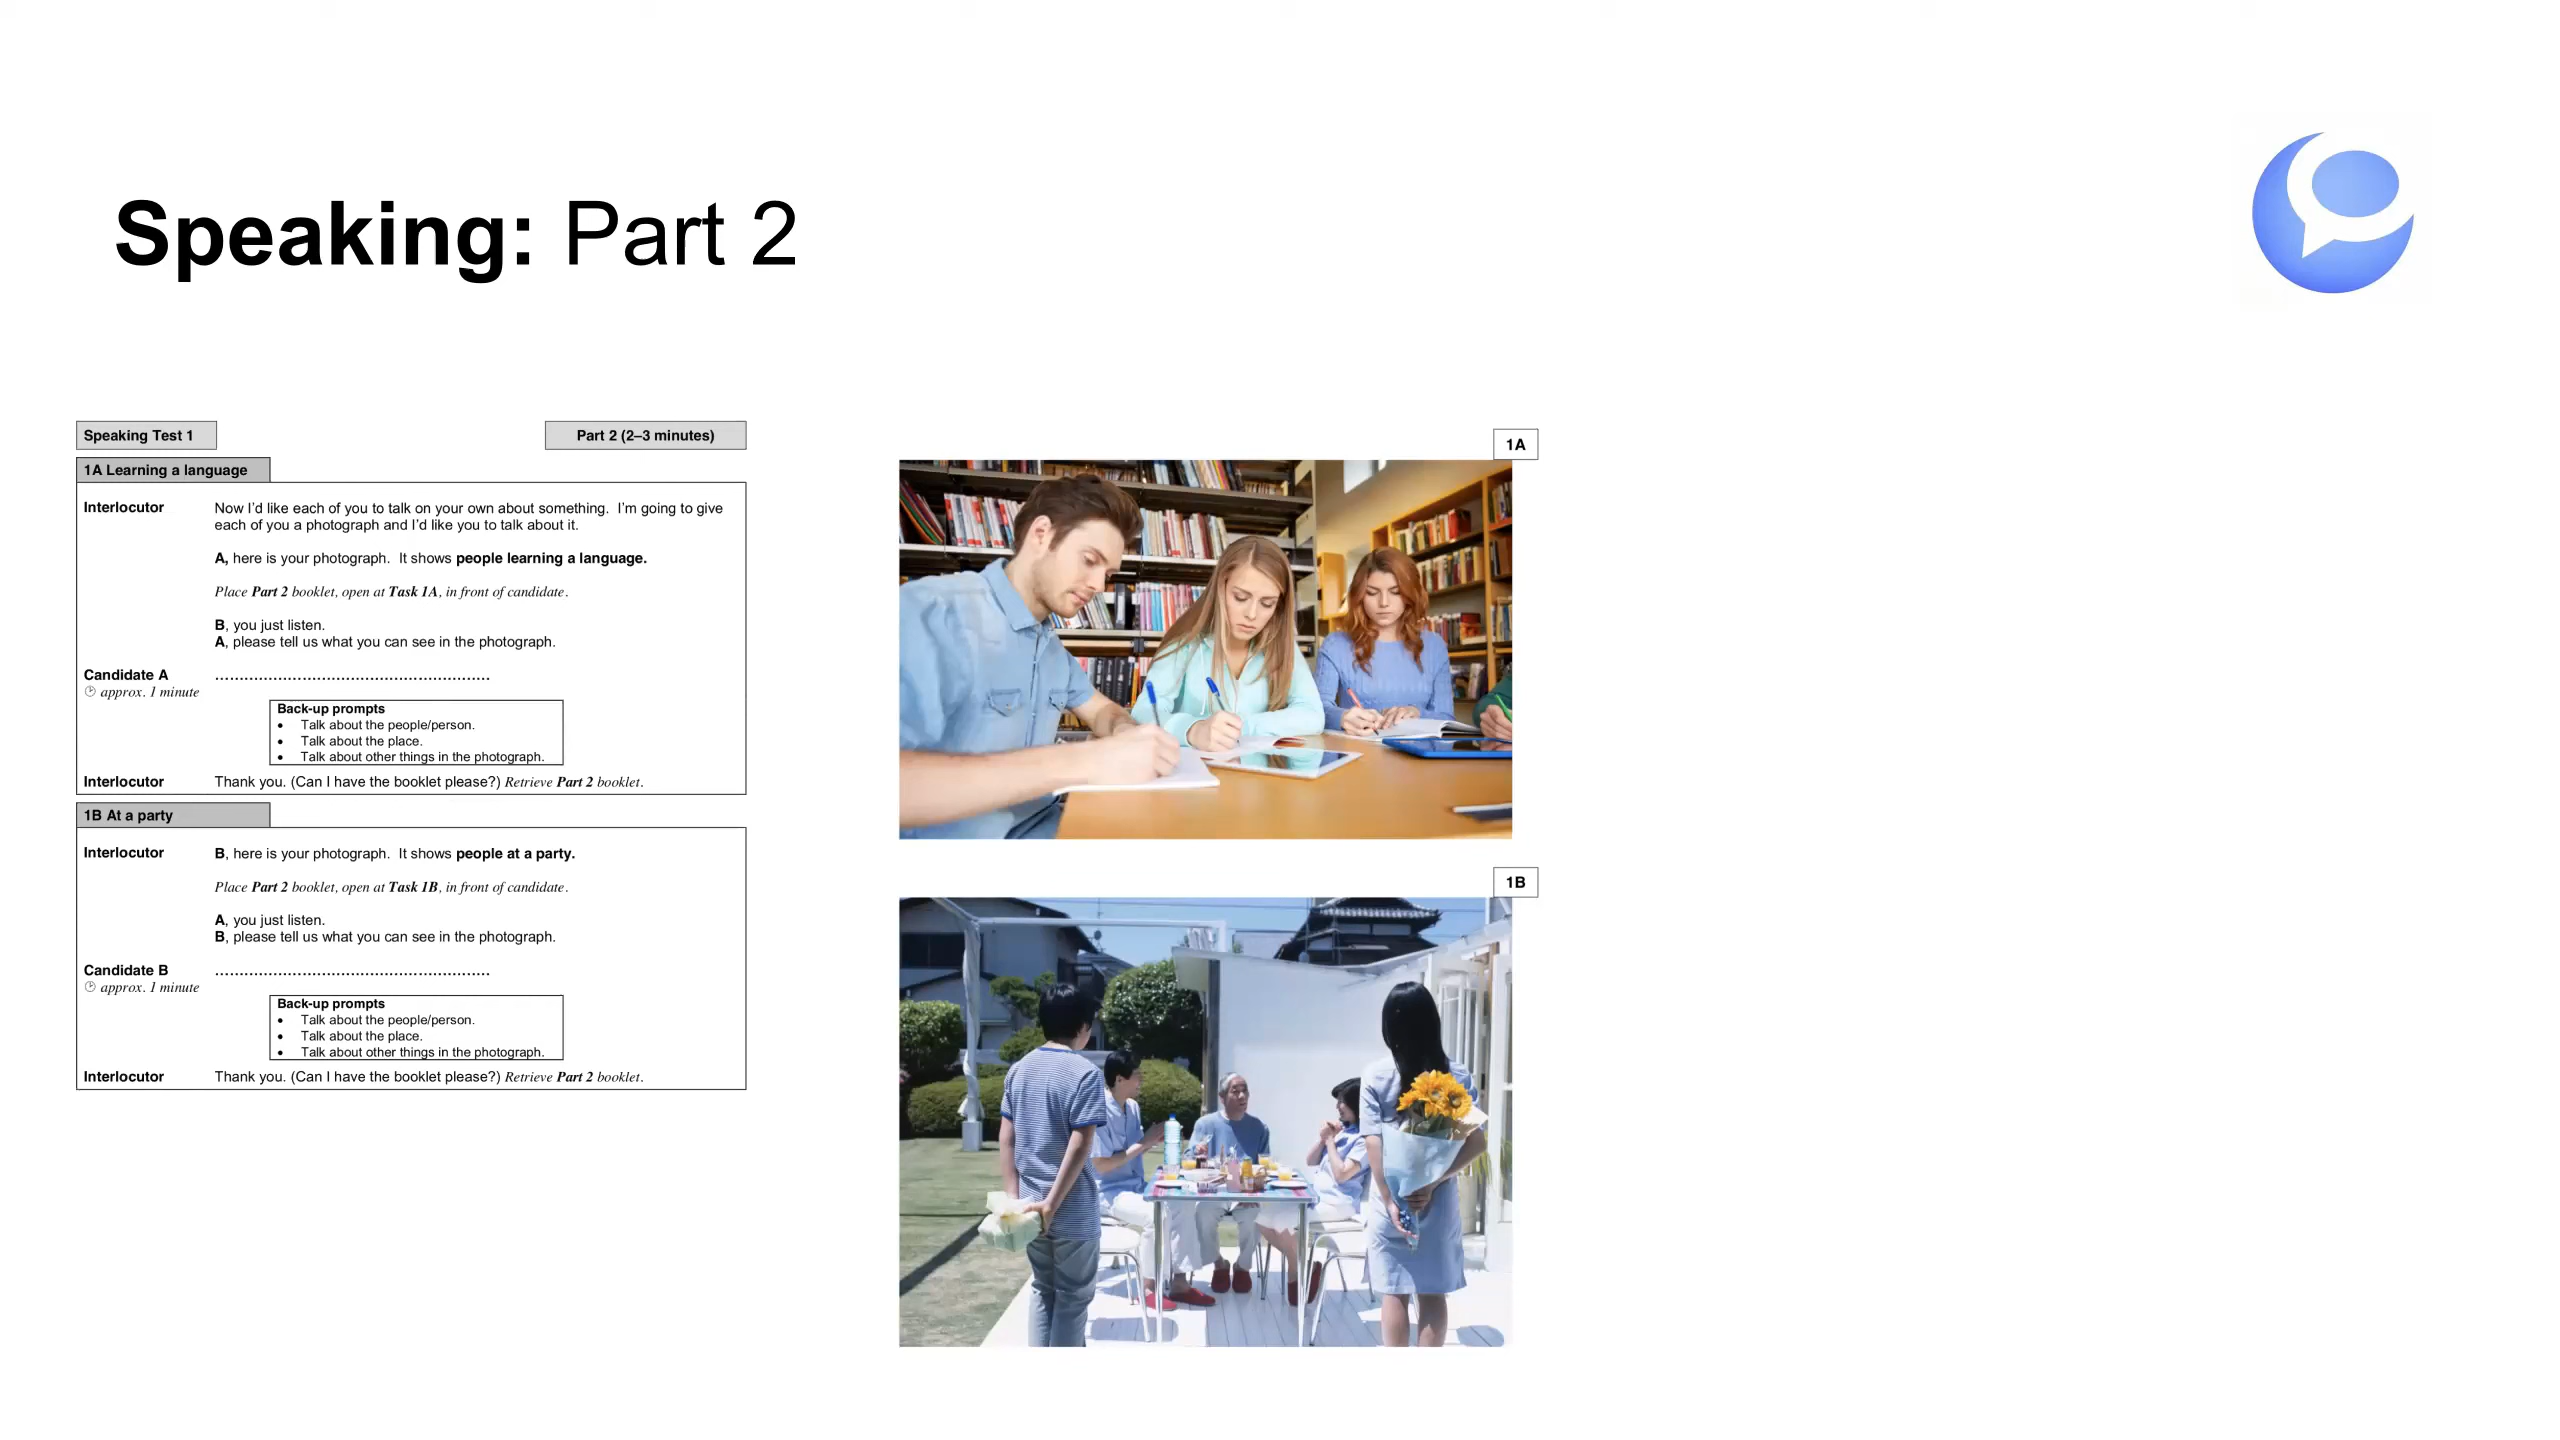 Speaking: Part 2
Speaking Test 1
Part 2 (2–3 minutes)
1A Learning a language
Interlocutor
Now I'd like each of you to talk on your own about something.  I'm going to give
each of you a photograph and I'd like you to talk about it.
A, here is your photograph.  It shows people learning a language.
Place Part 2 booklet, open at Task 1A, in front of candidate.
B, you just listen.
A, please tell us what you can see in the photograph.
Candidate A
……………………………………………….
approx. 1 minute
Back-up prompts
• Talk about the people/person.
• Talk about the place.
• Talk about other things in the photograph.
Interlocutor
Thank you. (Can I have the booklet please?) Retrieve Part 2 booklet.
1B At a party
Interlocutor
B, here is your photograph.  It shows people at a party.
Place Part 2 booklet, open at Task 1B, in front of candidate.
A, you just listen.
B, please tell us what you can see in the photograph.
Candidate B
……………………………………………….
approx. 1 minute
Back-up prompts
• Talk about the people/person.
• Talk about the place.
• Talk about other things in the photograph.
Interlocutor
Thank you. (Can I have the booklet please?) Retrieve Part 2 booklet.
1A
1B